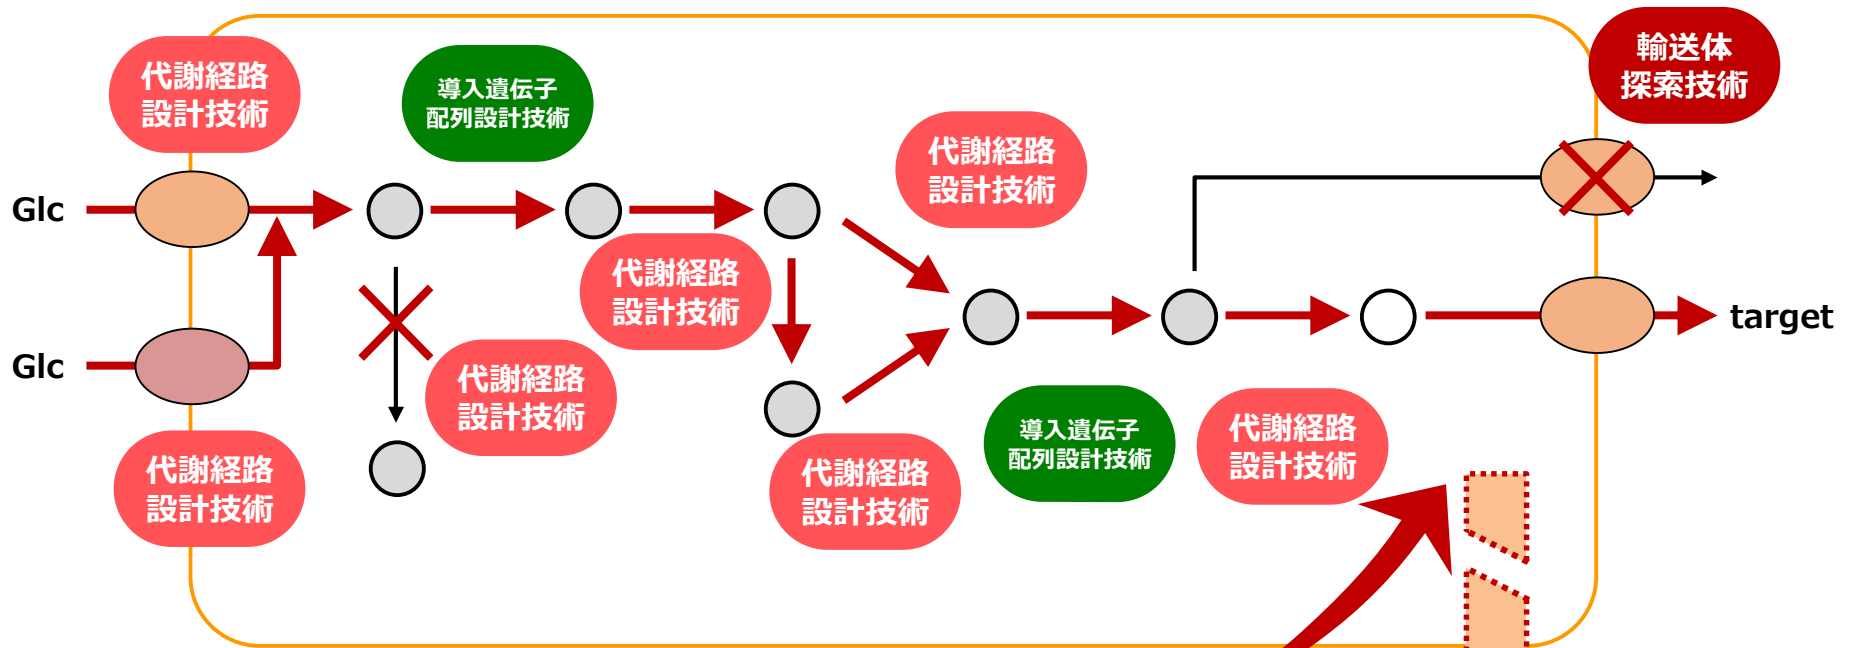 輸送体
探索技術
代謝経路
設計技術
導入遺伝子
配列設計技術
代謝経路
設計技術
Glc
代謝経路
設計技術
target
Glc
代謝経路
設計技術
導入遺伝子
配列設計技術
代謝経路
設計技術
代謝経路
設計技術
代謝経路
設計技術